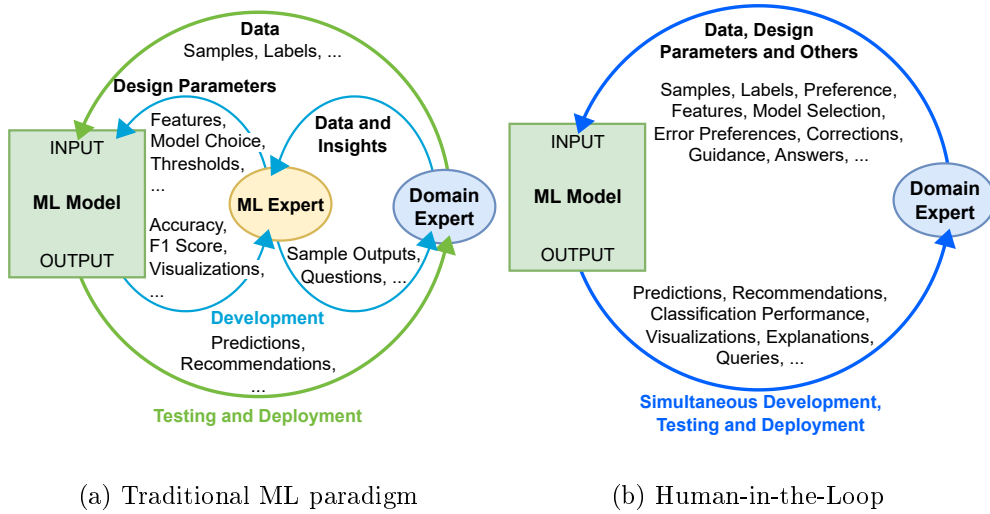 Data
Samples, Labels, ...
Design Parameters
Features,
Model Choice,
Thresholds,
...
Data and
Insights
INPUT
ML Model
OUTPUT
ML Expert
Domain
Expert
Accuracy,
F1 Score,
Visualizations,
...
Sample Outputs,
Questions, ...
Development
Predictions,
Recommendations,
...
Testing and Deployment
(a) Traditional ML paradigm
Data, Design
Parameters and Others
Samples, Labels, Preference,
Features, Model Selection,
Error Preferences, Corrections,
Guidance, Answers, ...
INPUT
ML Model
OUTPUT
Domain
Expert
Predictions, Recommendations,
Classification Performance,
Visualizations, Explanations,
Queries, ...
Simultaneous Development,
Testing and Deployment
(b) Human-in-the-Loop